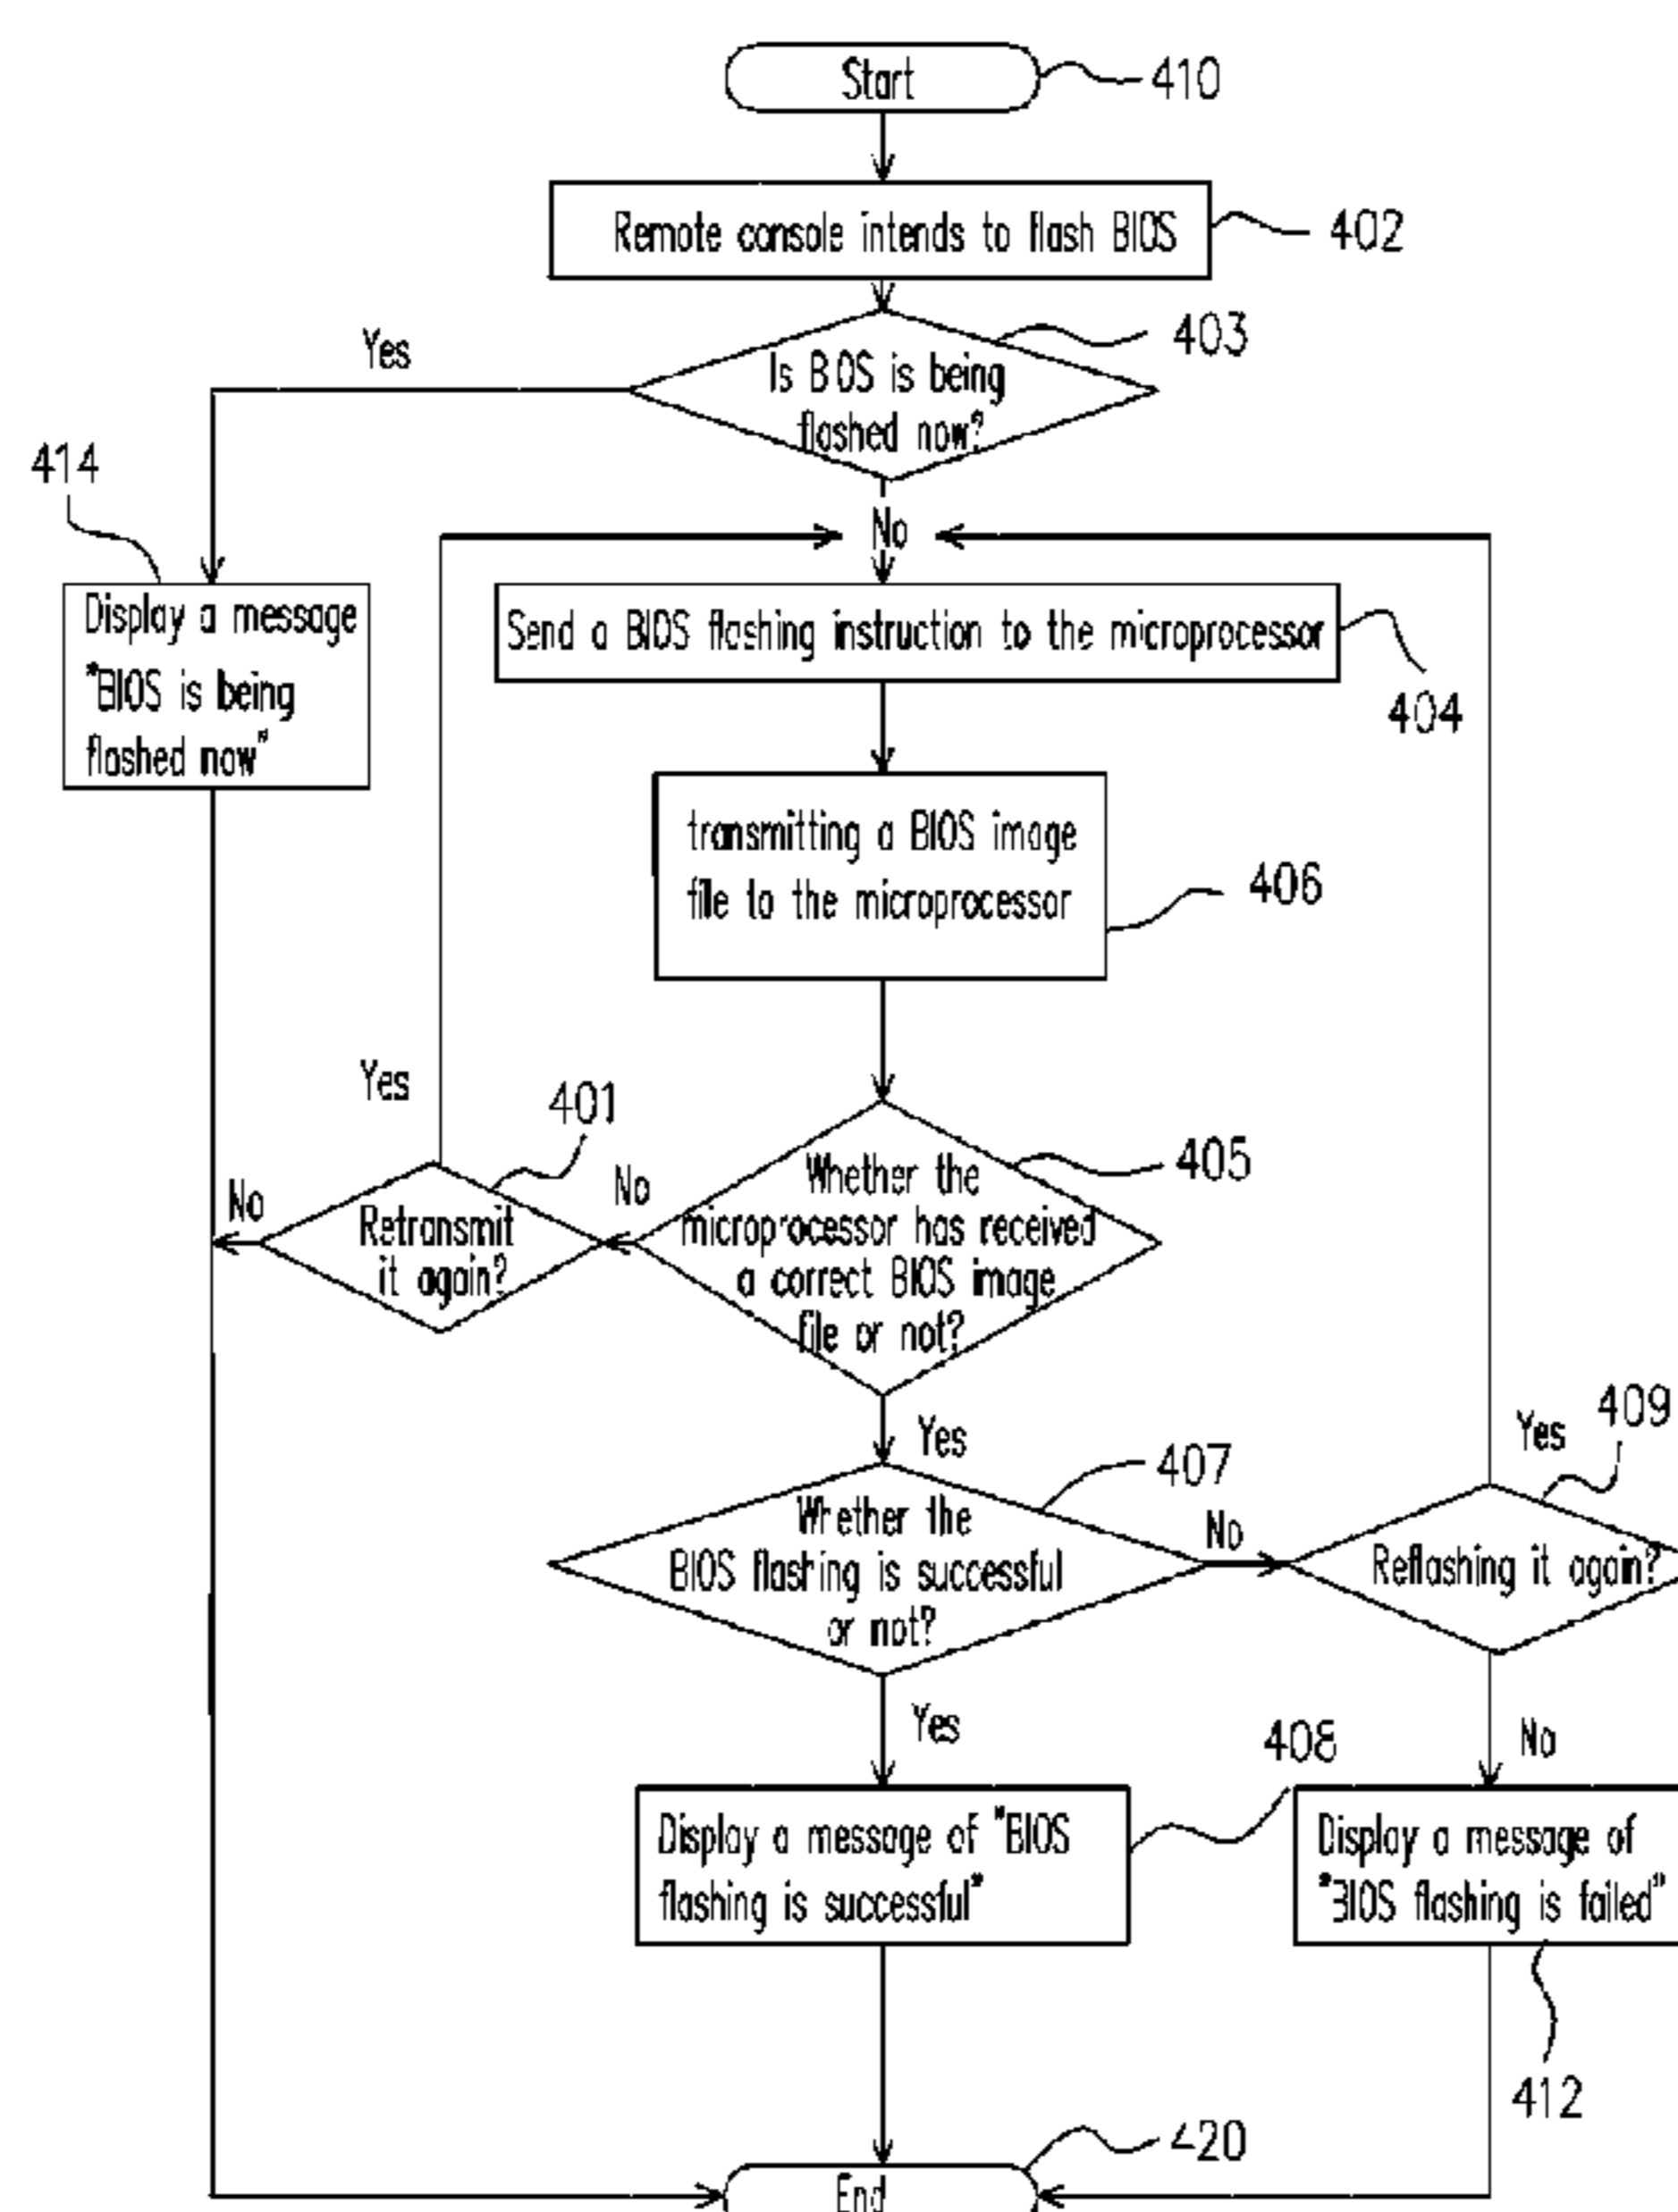 Start
410
Remote console intends to flash BIOS
402
403
Yes
Is BIOS is being
flashed now?
414
No
Display a message
"BIOS is being
flashed now"
Send a BIOS flashing instruction to the microprocessor
404
transmitting a BIOS image
file to the microprocessor
406
Yes
401
405
No
Retransmit
it again?
No
Whether the
microprocessor has received
a correct BIOS image
file or not?
Yes
409
Yes
407
Whether the
BIOS flashing is successful
or not?
No
Reflashing it again?
Yes
408
No
Display a message of "BIOS
flashing is successful"
Display a message of
"BIOS flashing is failed"
412
420
End